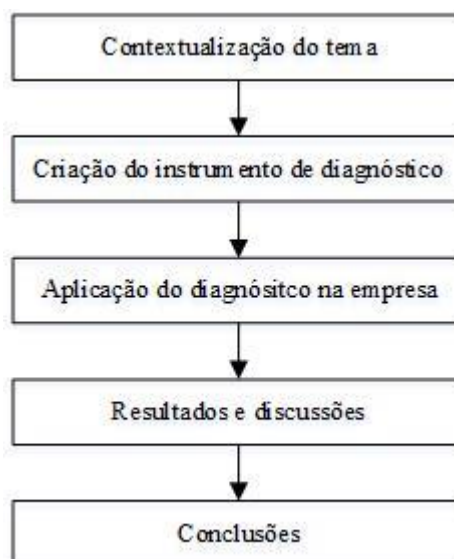 Contextualização do tema
Criação do instrumento de diagnóstico
Aplicação do diagnósitco na empresa
Resultados e discussões
Conclusões